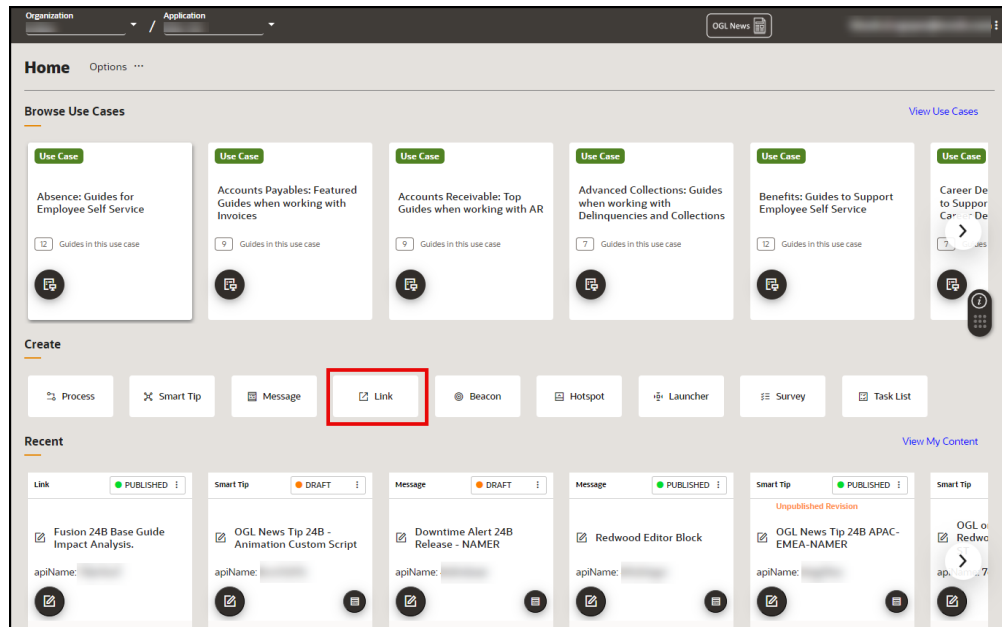 Organization
Application
/
OGL News
Home Options ...
Browse Use Cases
View Use Cases
Use Case
Absence: Guides for
Employee Self Service
12 Guides in this use case
Use Case
Accounts Payables: Featured
Guides when working with
Invoices
9 Guides in this use case
Use Case
Accounts Receivable: Top
Guides when working with AR
9 Guides in this use case
Use Case
Advanced Collections: Guides
when working with
Delinquencies and Collections
7 Guides in this use case
Use Case
Benefits: Guides to Support
Employee Self Service
12 Guides in this use case
Use Case
Career De
to Suppor
7
Create
Process
Smart Tip
Message
Link
Beacon
Hotspot
Launcher
Survey
Task List
Recent
View My Content
Link
PUBLISHED
Fusion 24B Base Guide
Impact Analysis.
apiName:
Smart Tip
DRAFT
OGL News Tip 24B -
Animation Custom Script
apiName:
Message
DRAFT
Downtime Alert 24B
Release - NAMER
apiName:
Message
PUBLISHED
Redwood Editor Block
apiName:
Smart Tip
PUBLISHED
Unpublished Revision
OGL News Tip 24B APAC-
EMEA-NAMER
apiName:
Smart Tip
OGL o
Redwo